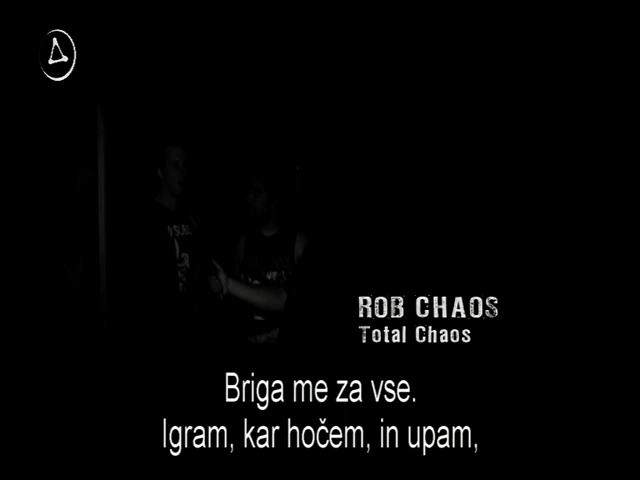 ROB CHAOS
Total Chaos
Briga me za vse.
Igram, kar hočem, in upam,